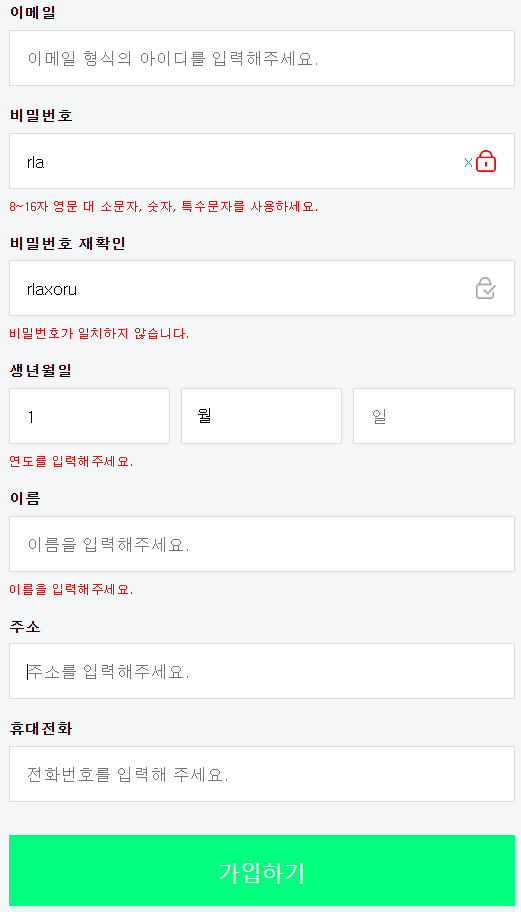 이메일
이메일 형식의 아이디를 입력해주세요.
비밀번호
rla x
8~16자 영문 대 소문자, 숫자, 특수문자를 사용하세요.
비밀번호 재확인
rlaxoru
비밀번호가 일치하지 않습니다.
생년월일
1 월 일
연도를 입력해주세요.
이름
이름을 입력해주세요.
이름을 입력해주세요.
주소
주소를 입력해주세요.
휴대전화
전화번호를 입력해 주세요.
가입하기